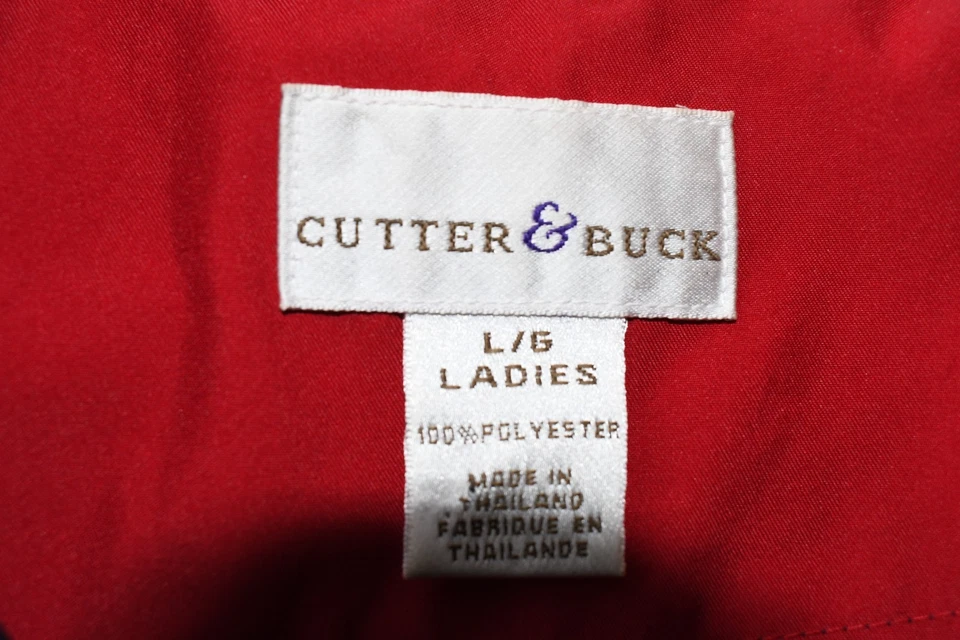 CUTTER & BUCK
L/G
LADIES
100%POLYESTER
MADE IN
THAILAND
FABRIQUE EN
THAILANDE